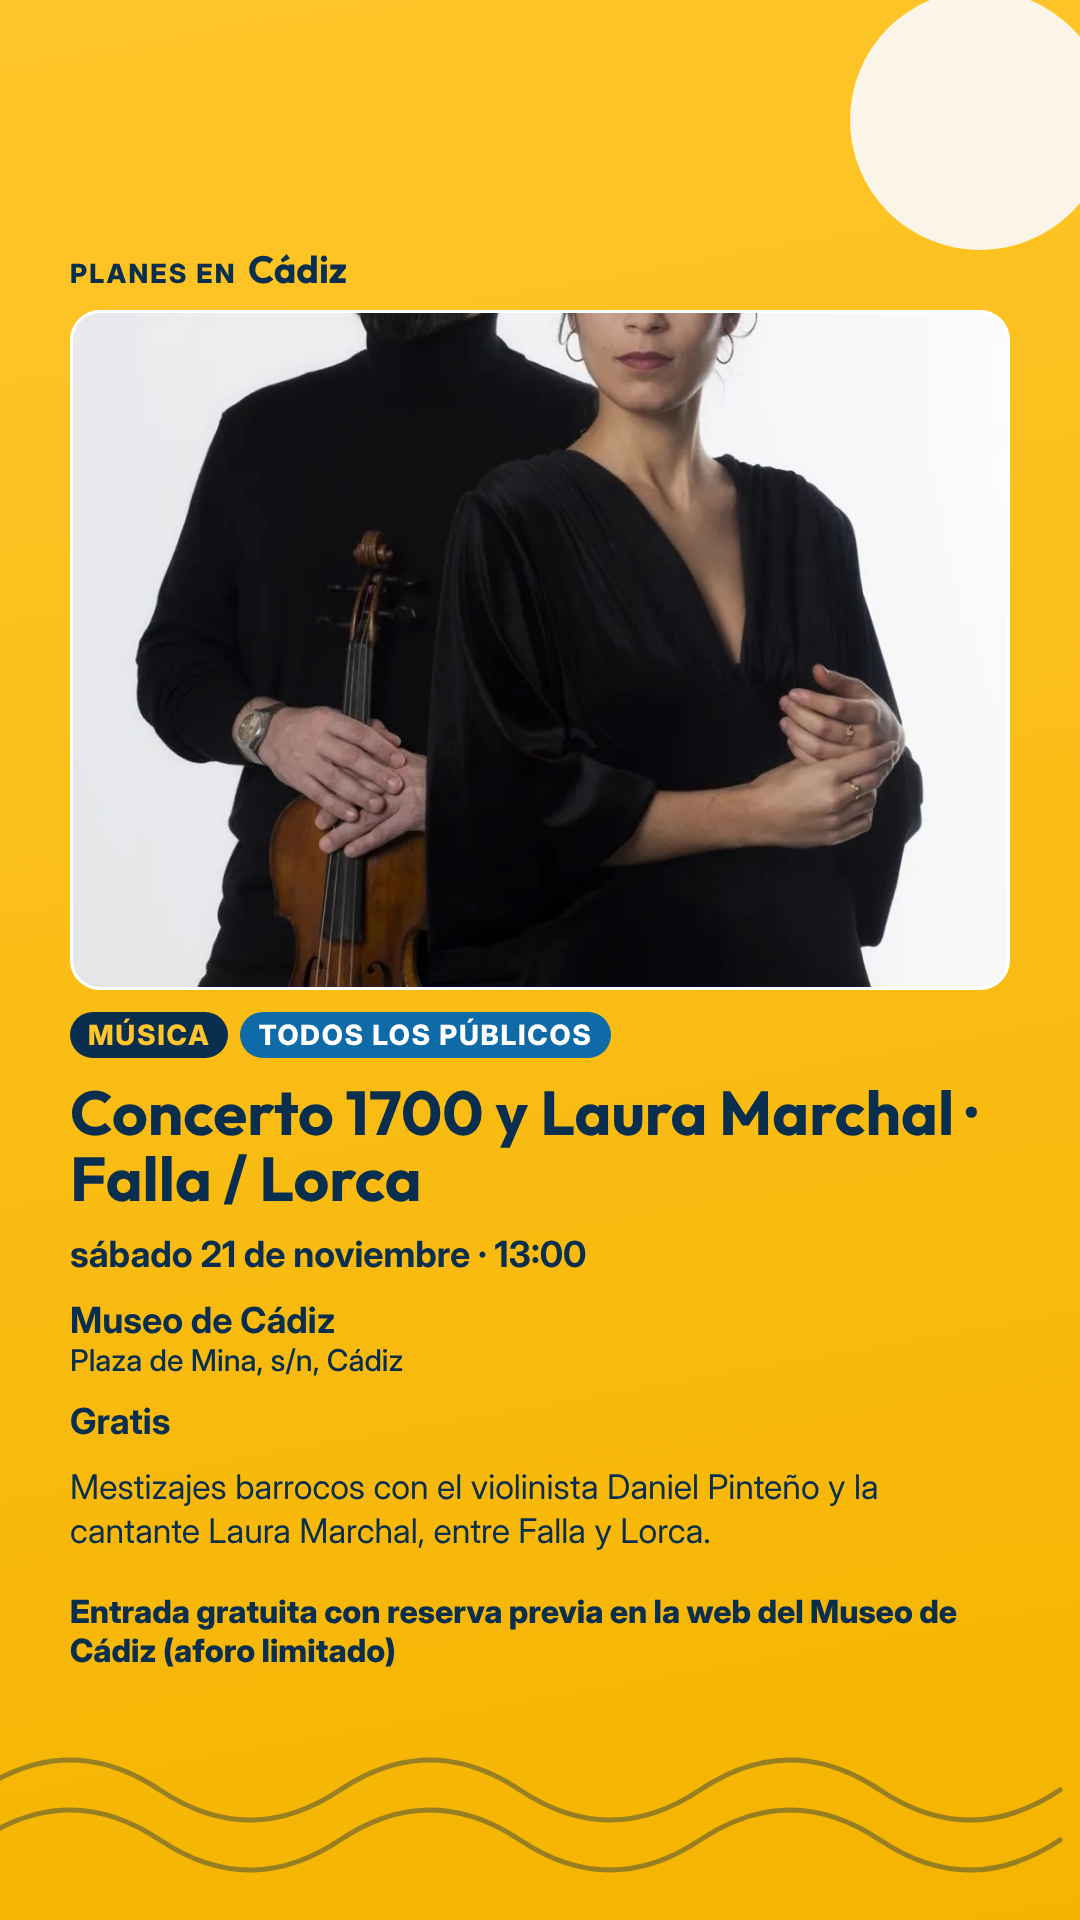 PLANES EN Cádiz
MÚSICA
TODOS LOS PÚBLICOS
Concerto 1700 y Laura Marchal ·
Falla / Lorca
sábado 21 de noviembre · 13:00
Museo de Cádiz
Plaza de Mina, s/n, Cádiz
Gratis
Mestizajes barrocos con el violinista Daniel Pinteño y la
cantante Laura Marchal, entre Falla y Lorca.
Entrada gratuita con reserva previa en la web del Museo de
Cádiz (aforo limitado)